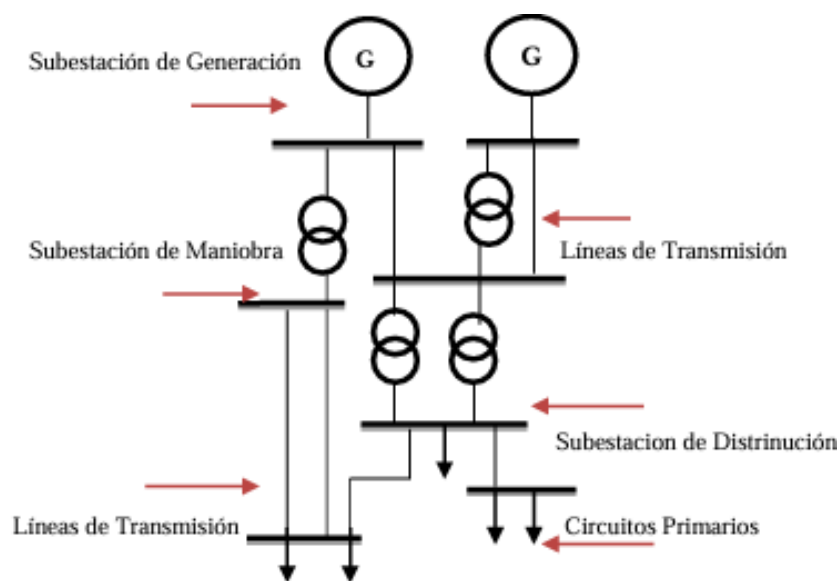 G
G
Subestación de Generación
Subestación de Maniobra
Líneas de Transmisión
Subestacion de Distrinución
Líneas de Transmisión
Circuitos Primarios